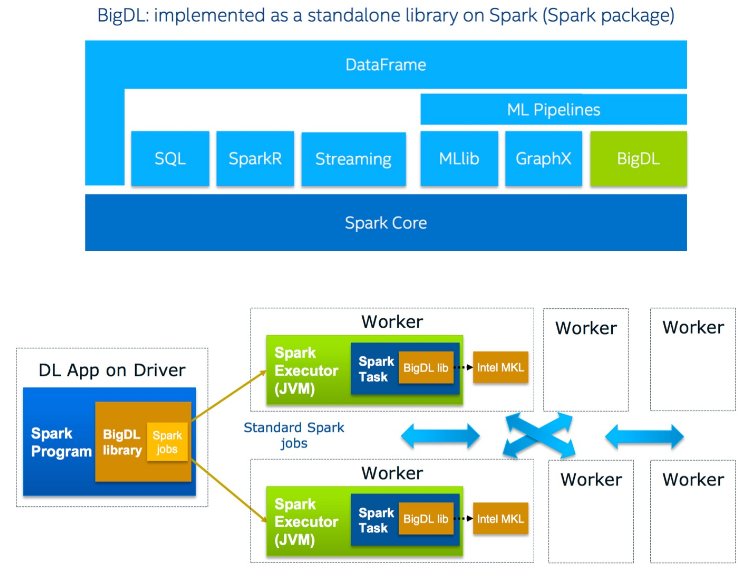 BigDL: implemented as a standalone library on Spark (Spark package)
DataFrame
ML Pipelines
SQL
SparkR
Streaming
MLlib
GraphX
BigDL
Spark Core
DL App on Driver
Spark
Program
BigDL
library
Spark
jobs
Worker
Spark
Executor
(JVM)
Spark
Task
BigDL lib
Intel MKL
Worker
Worker
Standard Spark
jobs
Worker
Spark
Executor
(JVM)
Spark
Task
BigDL lib
Intel MKL
Worker
Worker